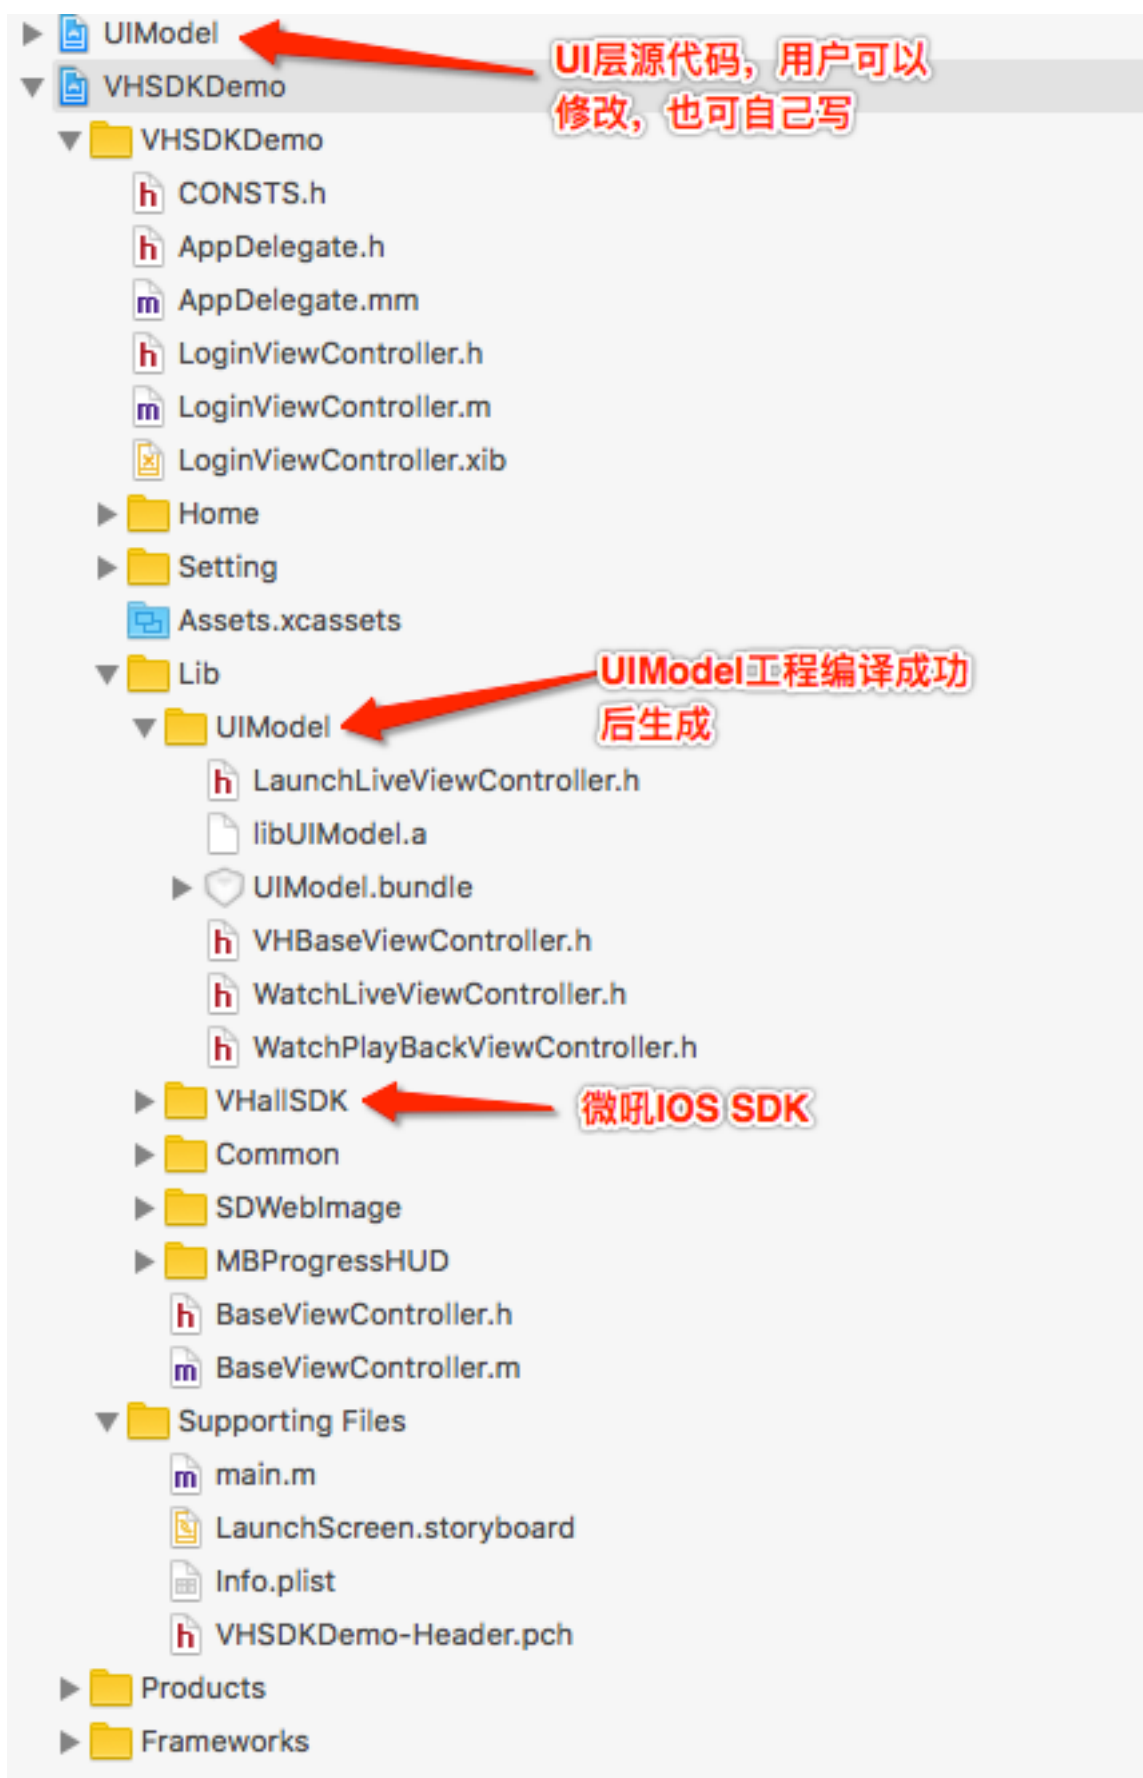 UIModel
UI层源代码，用户可以
修改，也可自己写
VHSDKDemo
VHSDKDemo
CONSTS.h
AppDelegate.h
AppDelegate.mm
LoginViewController.h
LoginViewController.m
LoginViewController.xib
Home
Setting
Assets.xcassets
Lib
UIModel工程编译成功
后生成
UIModel
LaunchLiveViewController.h
libUIModel.a
UIModel.bundle
VHBaseViewController.h
WatchLiveViewController.h
WatchPlayBackViewController.h
VHallSDK
微吼IOS SDK
Common
SDWebImage
MBProgressHUD
BaseViewController.h
BaseViewController.m
Supporting Files
main.m
LaunchScreen.storyboard
Info.plist
VHSDKDemo-Header.pch
Products
Frameworks